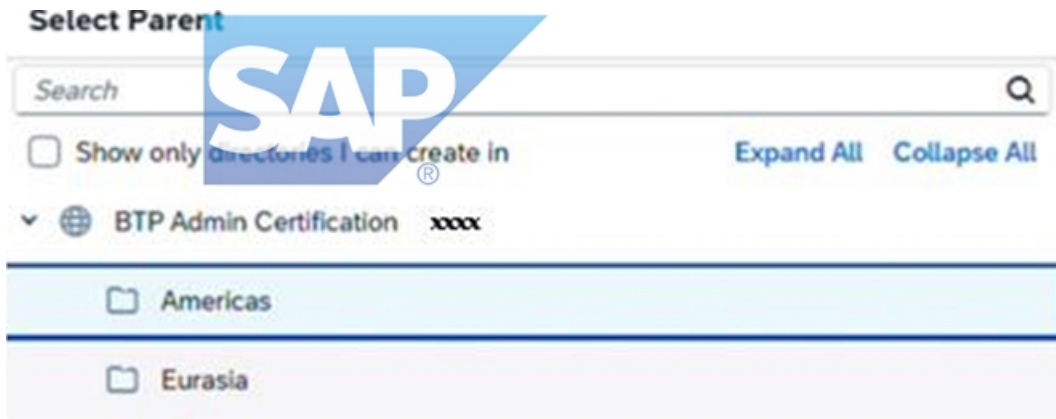 Select Parent
SAP®
Search
Show only directories I can create in Expand All Collapse All
BTP Admin Certification xxxx
Americas
Eurasia